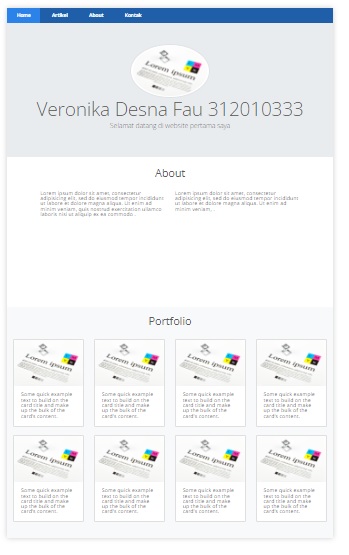 Home Artikel About Kontak
Lorem ipsum
Veronika Desna Fau 312010333
Selamat datang di website pertama saya
About
Lorem ipsum dolor sit amet, consectetur
adipisicing elit, sed do eiusmod tempor incididunt
ut labore et dolore magna aliqua. Ut enim ad
minim veniam, quis nostrud exercitation ullamco
laboris nisi ut aliquip ex ea commodo...
Lorem ipsum dolor sit amet, consectetur
adipisicing elit, sed do eiusmod tempor incididunt
ut labore et dolore magna aliqua. Ut enim ad
minim veniam...
Portfolio
Lorem ipsum
Some quick example
text to build on the
card title and make
up the bulk of the
card's content.
Lorem ipsum
Some quick example
text to build on the
card title and make
up the bulk of the
card's content.
Lorem ipsum
Some quick example
text to build on the
card title and make
up the bulk of the
card's content.
Lorem ipsum
Some quick example
text to build on the
card title and make
up the bulk of the
card's content.
Lorem ipsum
Some quick example
text to build on the
card title and make
up the bulk of the
card's content.
Lorem ipsum
Some quick example
text to build on the
card title and make
up the bulk of the
card's content.
Lorem ipsum
Some quick example
text to build on the
card title and make
up the bulk of the
card's content.
Lorem ipsum
Some quick example
text to build on the
card title and make
up the bulk of the
card's content.